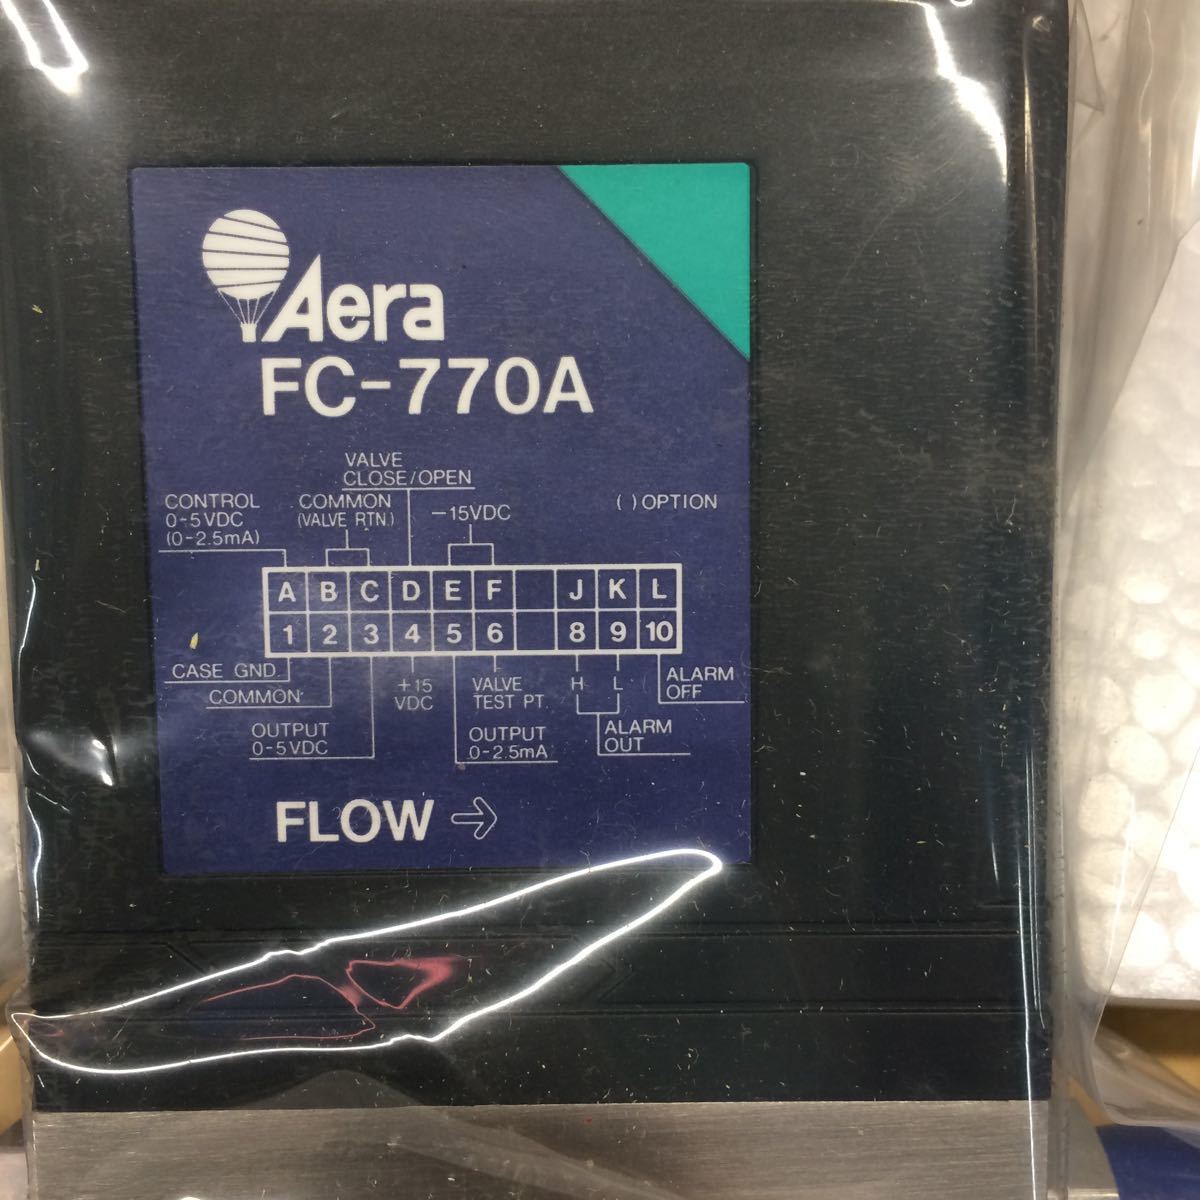 Aera
FC-770A
VALVE
CLOSE/OPEN
CONTROL
0-5VDC
(0-2.5mA)
COMMON
(VALVE RTN.)
-15VDC
( ) OPTION
A B C D E F J K L
1 2 3 4 5 6 8 9 10
CASE GND.
COMMON
OUTPUT
0-5VDC
+15
VDC
VALVE
TEST PT.
OUTPUT
0-2.5mA
H L
ALARM
OUT
ALARM
OFF
FLOW